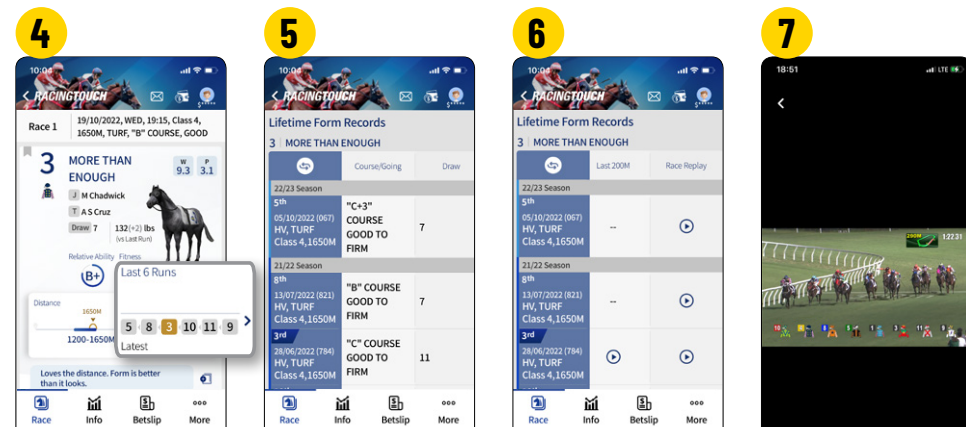 4
10:04
RACINGTOUCH
Race 1
19/10/2022, WED, 19:15, Class 4,
1650M, TURF, "B" COURSE, GOOD
3
MORE THAN
ENOUGH
W
9.3
P
3.1
J M Chadwick
T A S Cruz
Draw 7
132(+2) lbs
(vs Last Run)
Relative Ability
Fitness
B+
Last 6 Runs
5 8 3 10 11 9
Latest
Distance
1650M
1200-1650M
Loves the distance. Form is better
than it looks.
Race
Info
Betslip
More
5
10:04
RACINGTOUCH
Lifetime Form Records
3 | MORE THAN ENOUGH
Course/Going
Draw
22/23 Season
5th
05/10/2022 (067)
HV, TURF
Class 4,1650M
"C+3"
COURSE
GOOD TO
FIRM
7
21/22 Season
8th
13/07/2022 (821)
HV, TURF
Class 4,1650M
"B" COURSE
GOOD TO
FIRM
7
3rd
28/06/2022 (784)
HV, TURF
Class 4,1650M
"C" COURSE
GOOD TO
FIRM
11
Race
Info
Betslip
More
6
10:04
RACINGTOUCH
Lifetime Form Records
3 | MORE THAN ENOUGH
Last 200M
Race Replay
22/23 Season
5th
05/10/2022 (067)
HV, TURF
Class 4,1650M
--
21/22 Season
8th
13/07/2022 (821)
HV, TURF
Class 4,1650M
--
3rd
28/06/2022 (784)
HV, TURF
Class 4,1650M
Race
Info
Betslip
More
7
18:51
LTE
200M
1:22.31